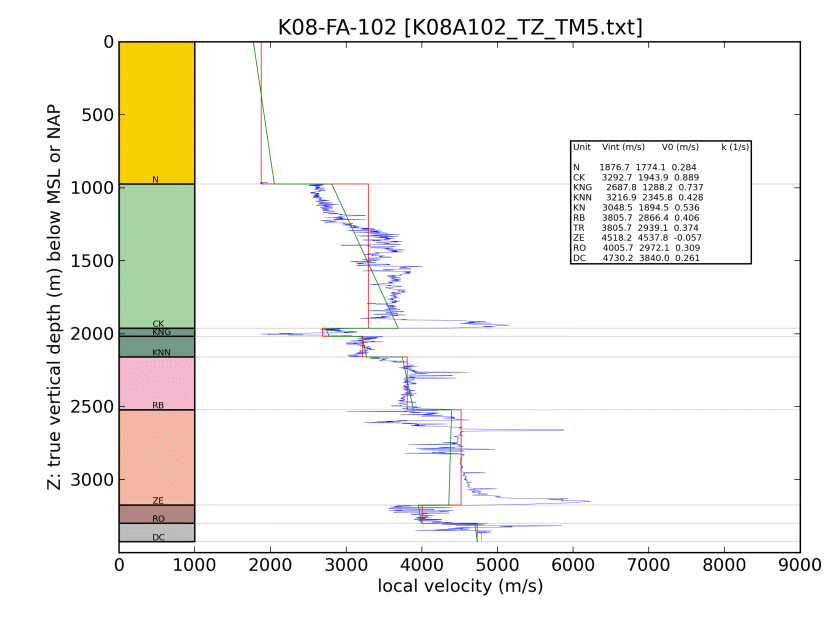 K08-FA-102 [K08A102_TZ_TM5.txt]
Z: true vertical depth (m) below MSL or NAP
0
500
1000
1500
2000
2500
3000
N
CK
KNG
KNN
RB
ZE
RO
DC
Unit Vint (m/s) V0 (m/s) k (1/s)
N 1876.7 1774.1 0.284
CK 3292.7 1943.9 0.889
KNG 2687.8 1288.2 0.737
KNN 3216.9 2345.8 0.428
KN 3048.5 1894.5 0.536
RB 3805.7 2866.4 0.406
TR 3805.7 2939.1 0.374
ZE 4518.2 4537.8 -0.057
RO 4005.7 2972.1 0.309
DC 4730.2 3840.0 0.261
0 1000 2000 3000 4000 5000 6000 7000 8000 9000
local velocity (m/s)